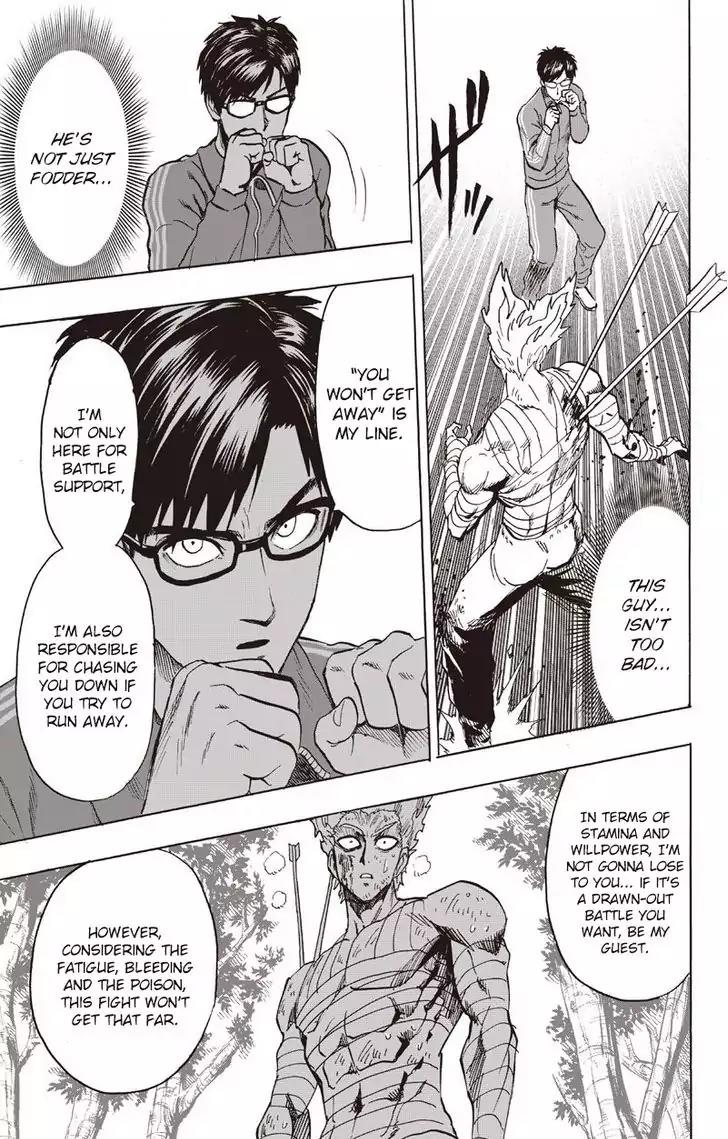 ザ
THIS
GUY...
ISN'T
TOO
BAD...
HE'S
NOT JUST
FODDER...
"YOU
WON'T GET
AWAY" IS
MY LINE.
I'M
NOT ONLY
HERE FOR
BATTLE
SUPPORT,
I'M ALSO
RESPONSIBLE
FOR CHASING
YOU DOWN IF
YOU TRY TO
RUN AWAY.
IN TERMS OF
STAMINA AND
WILLPOWER, I'M
NOT GONNA LOSE
TO YOU... IF IT'S
A DRAWN-OUT
BATTLE YOU
WANT, BE MY
GUEST.
HOWEVER,
CONSIDERING THE
FATIGUE, BLEEDING
AND THE POISON,
THIS FIGHT WON'T
GET THAT FAR.